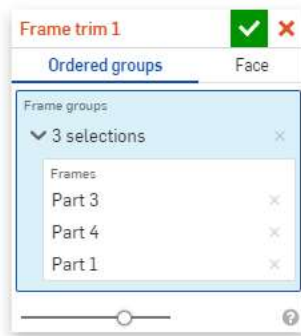 Frame trim 1
Ordered groups Face
Frame groups
3 selections
Frames
Part 3
Part 4
Part 1